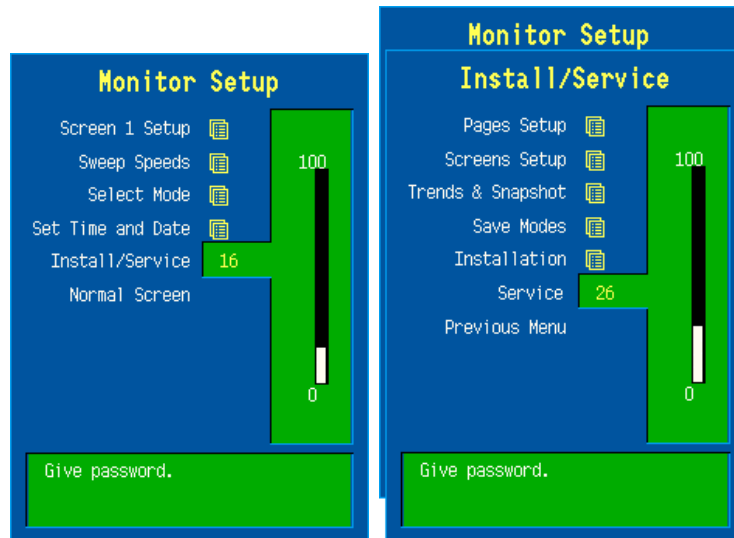 Monitor Setup
Screen 1 Setup
Sweep Speeds
Select Mode
Set Time and Date
Install/Service 16
Normal Screen
100
0
Give password.
Monitor Setup
Install/Service
Pages Setup
Screens Setup
Trends & Snapshot
Save Modes
Installation
Service 26
Previous Menu
100
0
Give password.